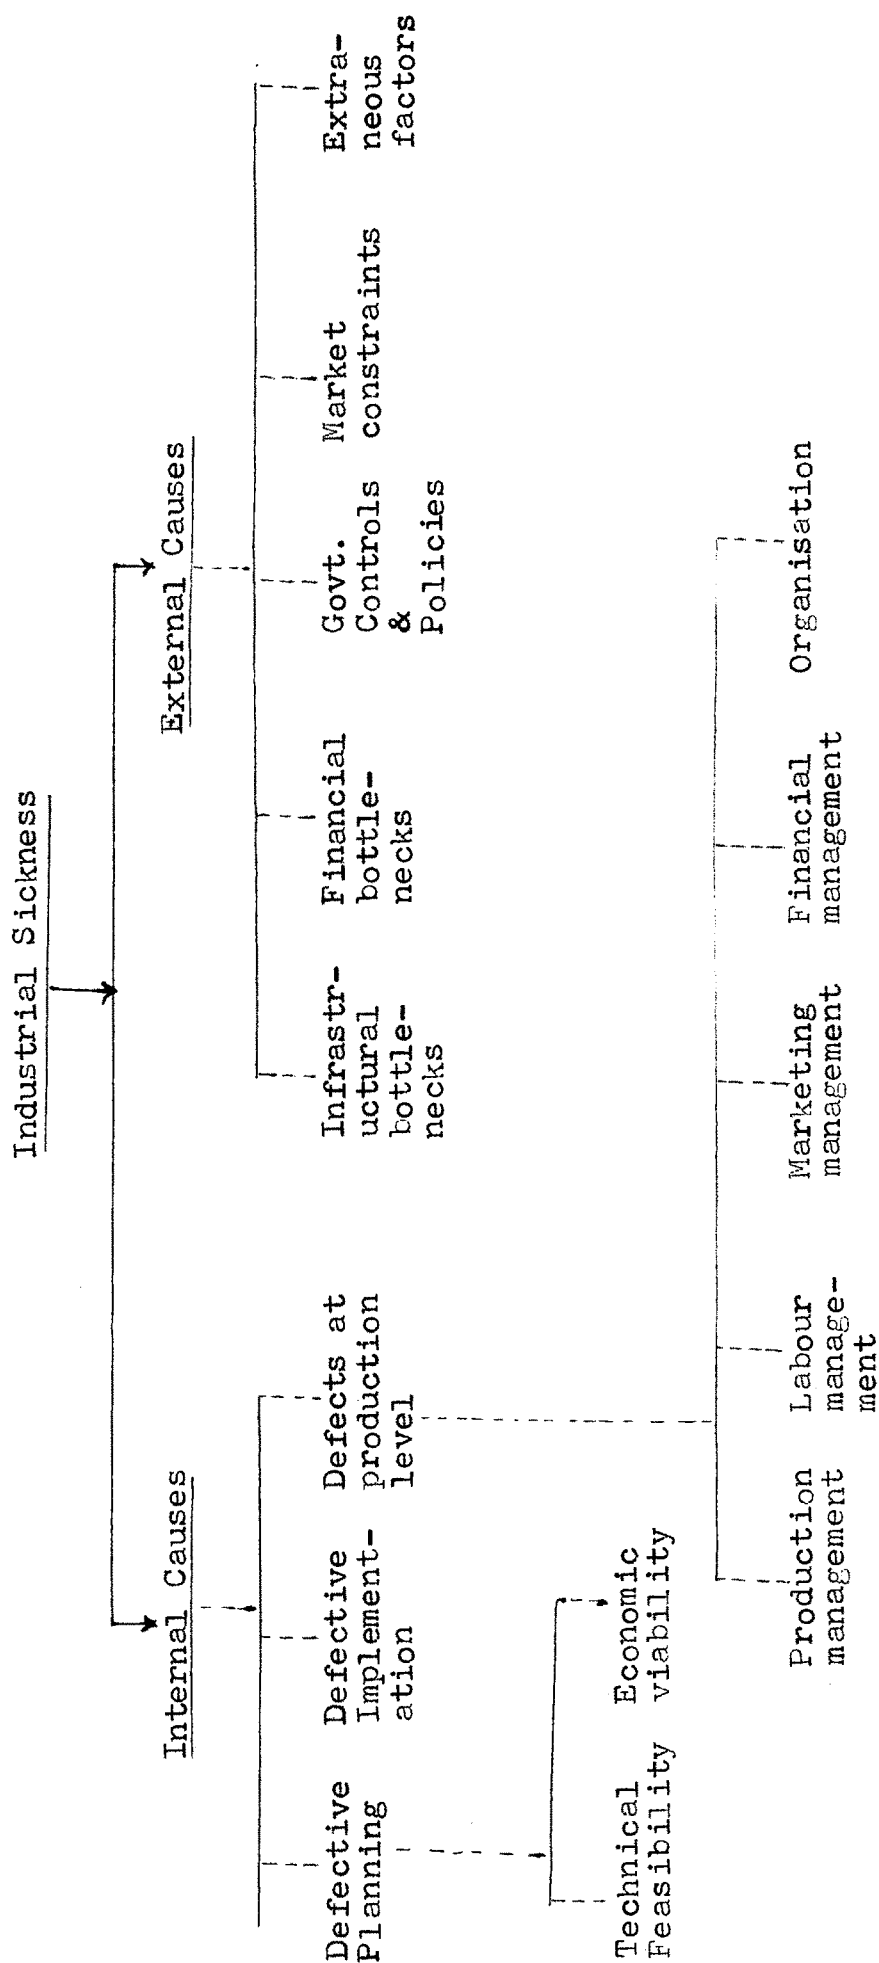 Industrial Sickness
Internal Causes
External Causes
Defective
Planning
Defective
Implement-
ation
Defects at
production
level
Infrastr-
uctural
bottle-
necks
Financial
bottle-
necks
Govt.
Controls
&
Policies
Market
constraints
Extra-
neous
factors
Technical
Feasibility
Economic
viability
Production
management
Labour
manage-
ment
Marketing
management
Financial
management
Organisation